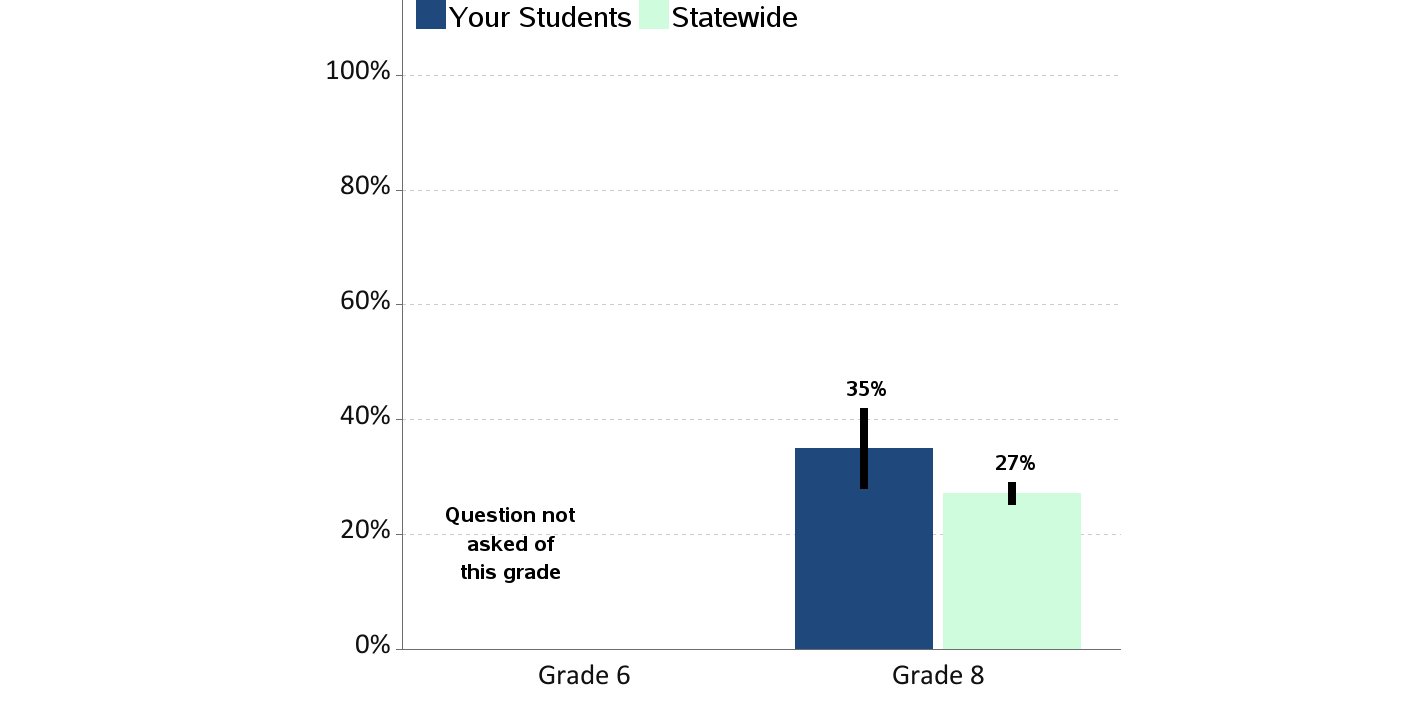 Your Students Statewide
100%
80%
60%
40%
20%
0%
35%
27%
Question not
asked of
this grade
Grade 6
Grade 8